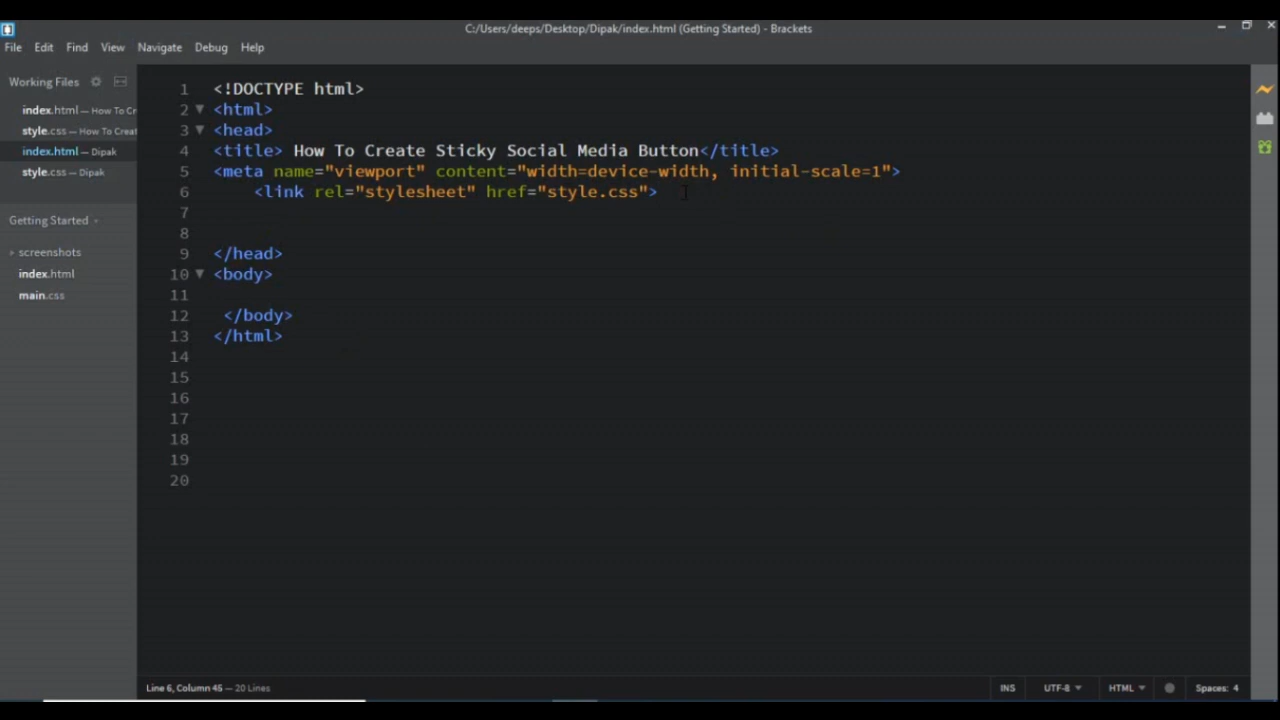 C:/Users/deeps/Desktop/Dipak/index.html (Getting Started) - Brackets
File Edit Find View Navigate Debug Help
Working Files
index.html — How To Cr
style.css — How To Creat
index.html — Dipak
style.css — Dipak
Getting Started
screenshots
index.html
main.css
1 <!DOCTYPE html>
2 <html>
3 <head>
4 <title> How To Create Sticky Social Media Button</title>
5 <meta name="viewport" content="width=device-width, initial-scale=1">
6 <link rel="stylesheet" href="style.css">
7
8
9 </head>
10 <body>
11
12 </body>
13 </html>
14
15
16
17
18
19
20
Line 6, Column 45 — 20 Lines
INS UTF-8 HTML Spaces: 4